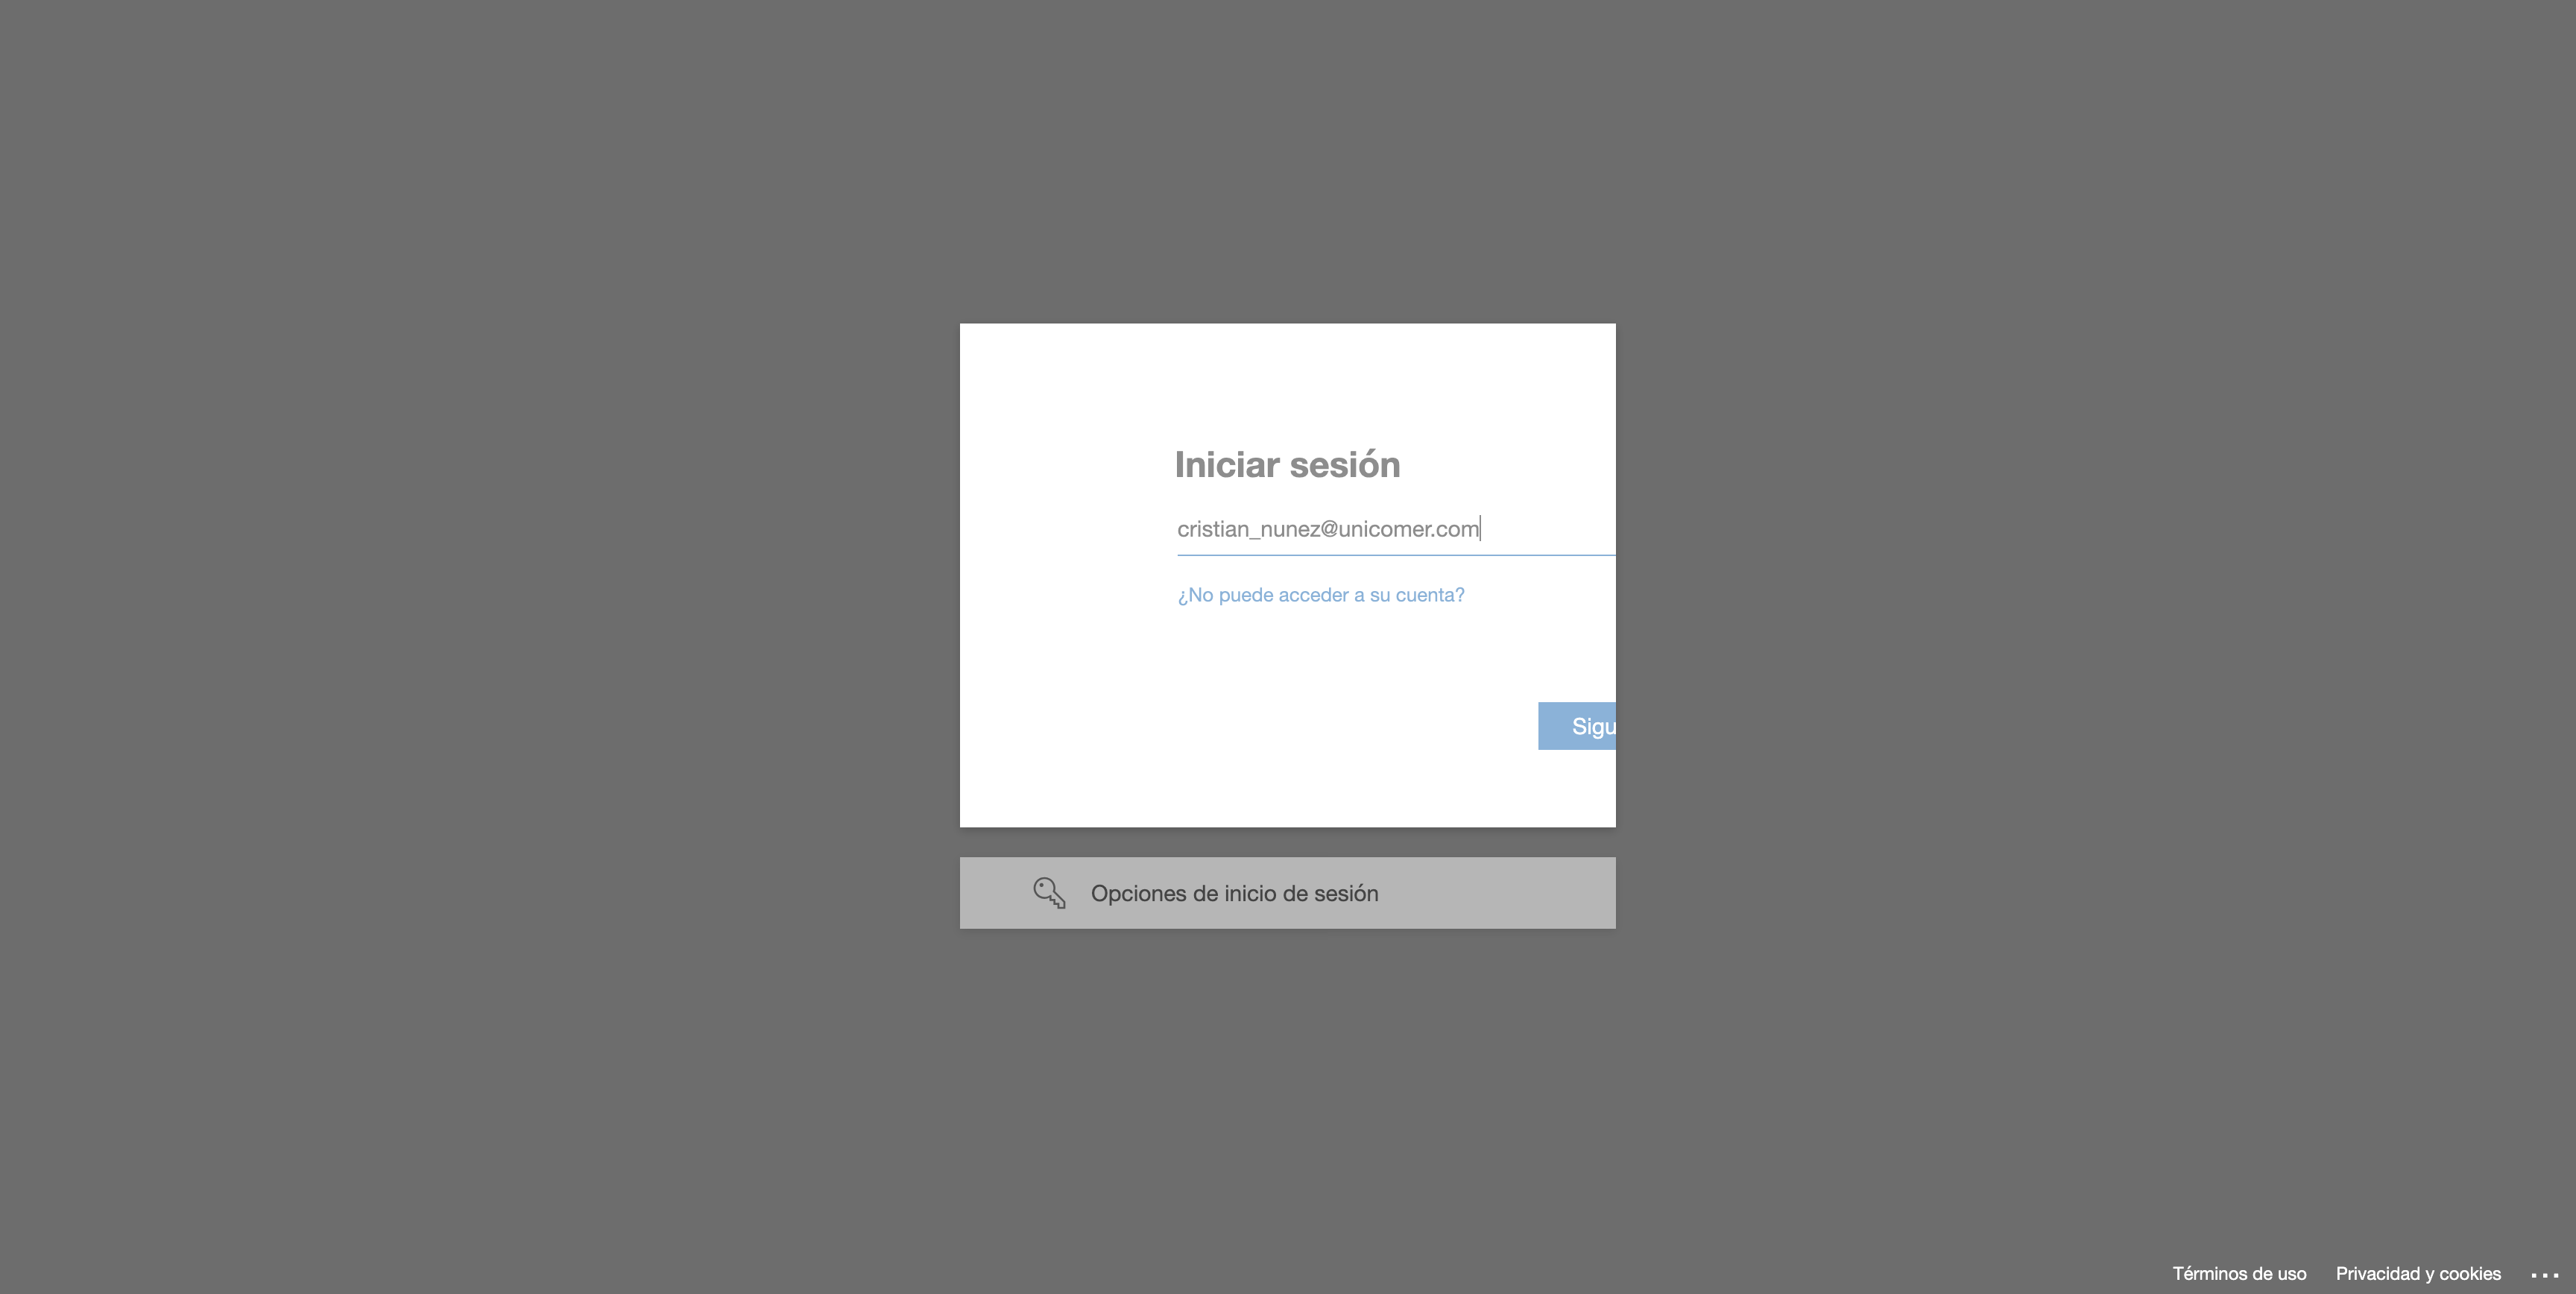 Iniciar sesión
cristian_nunez@unicomer.com
¿No puede acceder a su cuenta?
Sigu
Opciones de inicio de sesión
Términos de uso Privacidad y cookies ...